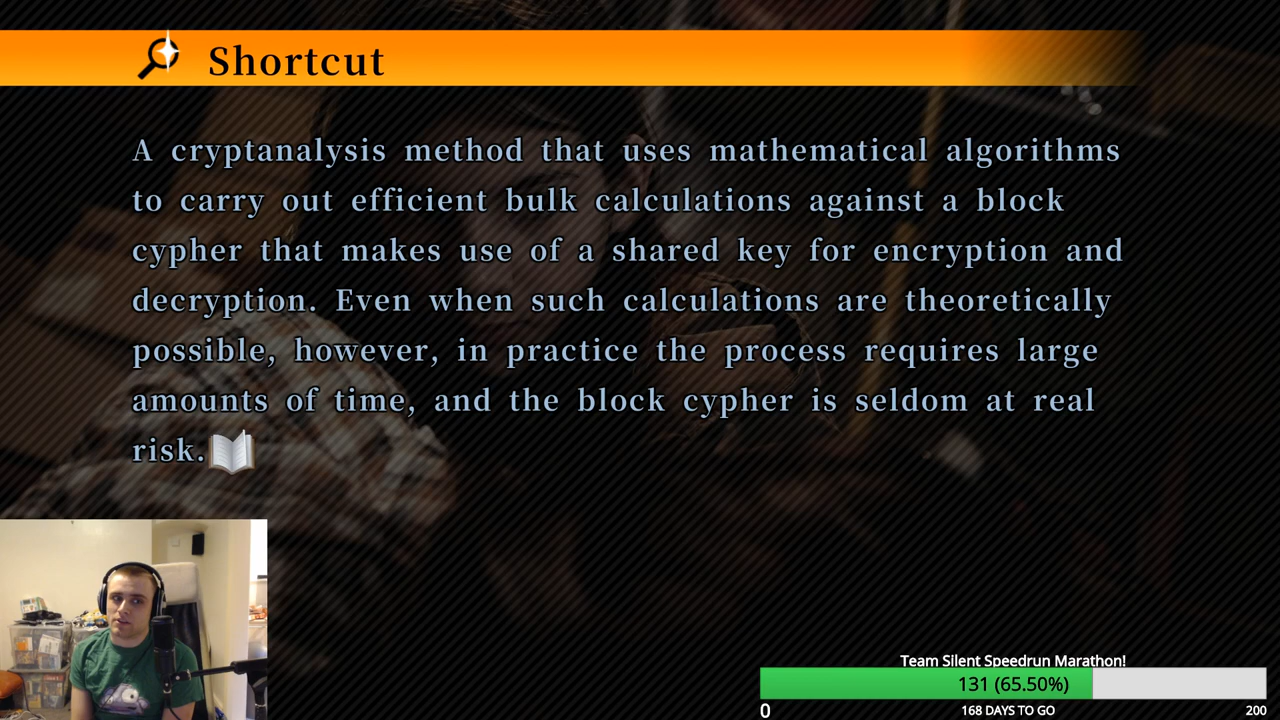 Shortcut
A cryptanalysis method that uses mathematical algorithms
to carry out efficient bulk calculations against a block
cypher that makes use of a shared key for encryption and
decryption. Even when such calculations are theoretically
possible, however, in practice the process requires large
amounts of time, and the block cypher is seldom at real
risk.
Team Silent Speedrun Marathon!
131 (65.50%)
0 168 DAYS TO GO 200